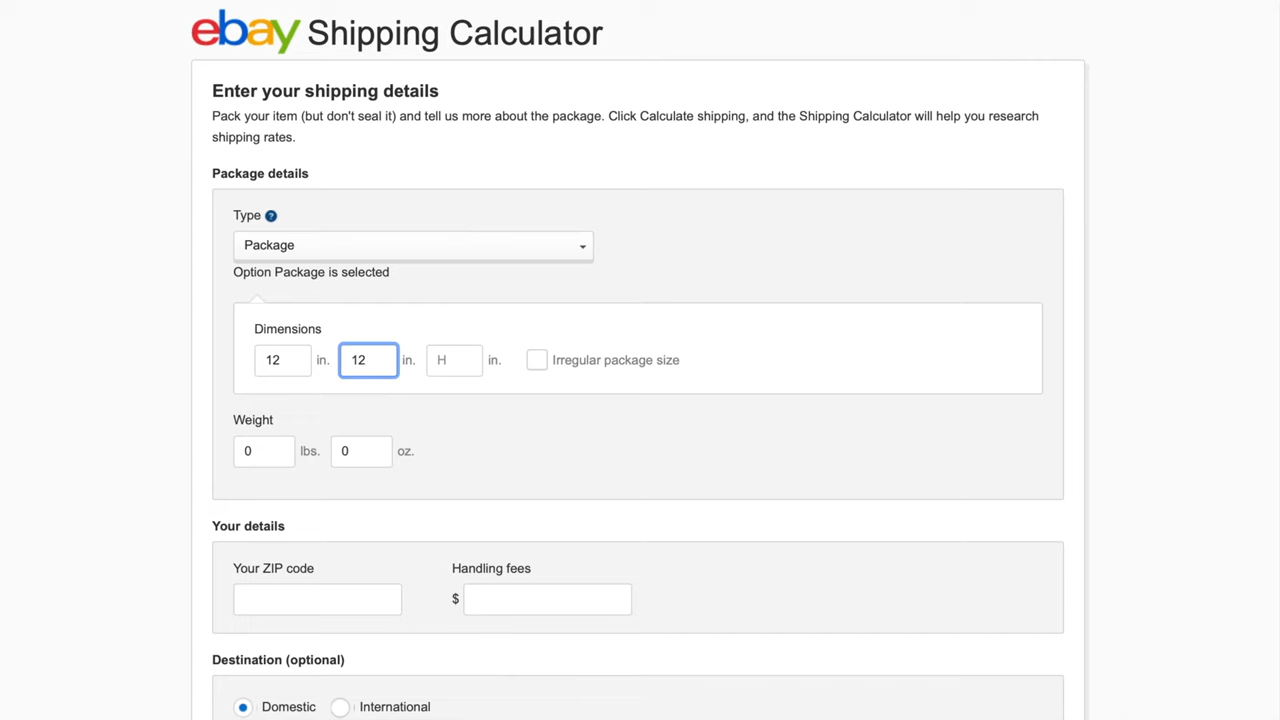 ebay Shipping Calculator
Enter your shipping details
Pack your item (but don't seal it) and tell us more about the package. Click Calculate shipping, and the Shipping Calculator will help you research
shipping rates.
Package details
Type ?
Package
Option Package is selected
Dimensions
12 in. 12 in. H in. Irregular package size
Weight
0 lbs. 0 oz.
Your details
Your ZIP code Handling fees
$
Destination (optional)
Domestic International